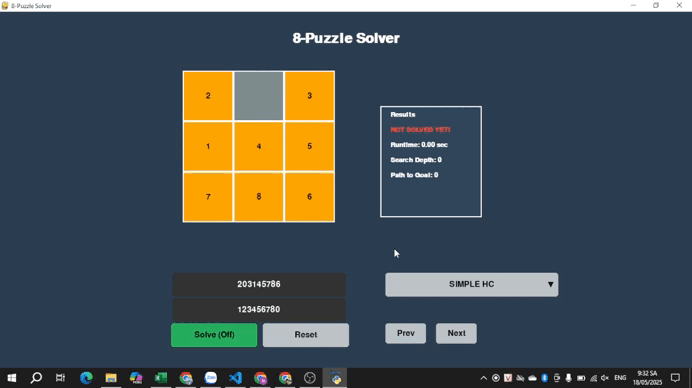 8-Puzzle Solver
8-Puzzle Solver
2 3
1 4 5
7 8 6
Results
NOT SOLVED YET!
Runtime: 0.00 sec
Search Depth: 0
Path to Goal: 0
203145786
SIMPLE HC
123456780
Solve (Off)
Reset
Prev
Next
ENG
9:32 SA
18/05/2025